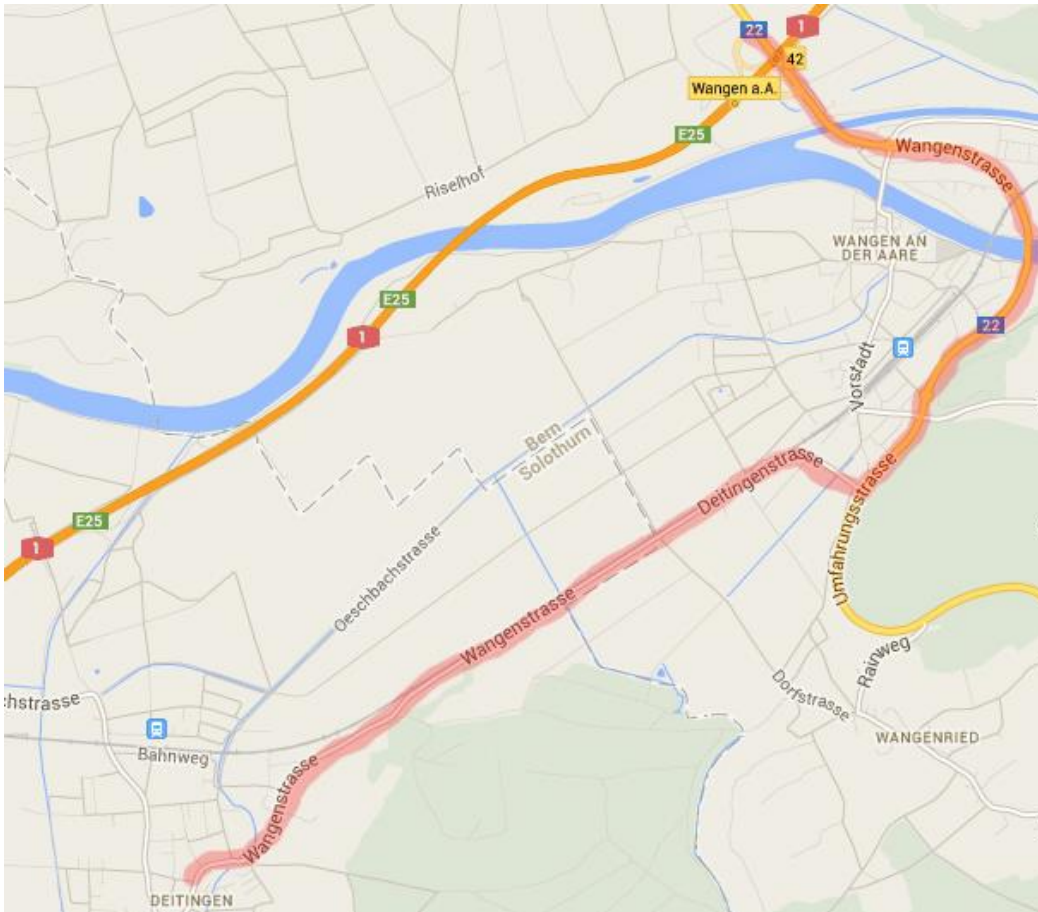 22
1
42
Wangen a.A.
E25
Wangenstrasse
Riselhof
WANGEN AN
DER AARE
E25
1
22
Vorstadt
Bern
Solothurn
Deitingenstrasse
E25
1
Oeschbachstrasse
Umfahrungsstrasse
Wangenstrasse
Rainweg
chstrasse
Dorfstrasse
WANGENRIED
Bahnweg
Wangenstrasse
DEITINGEN